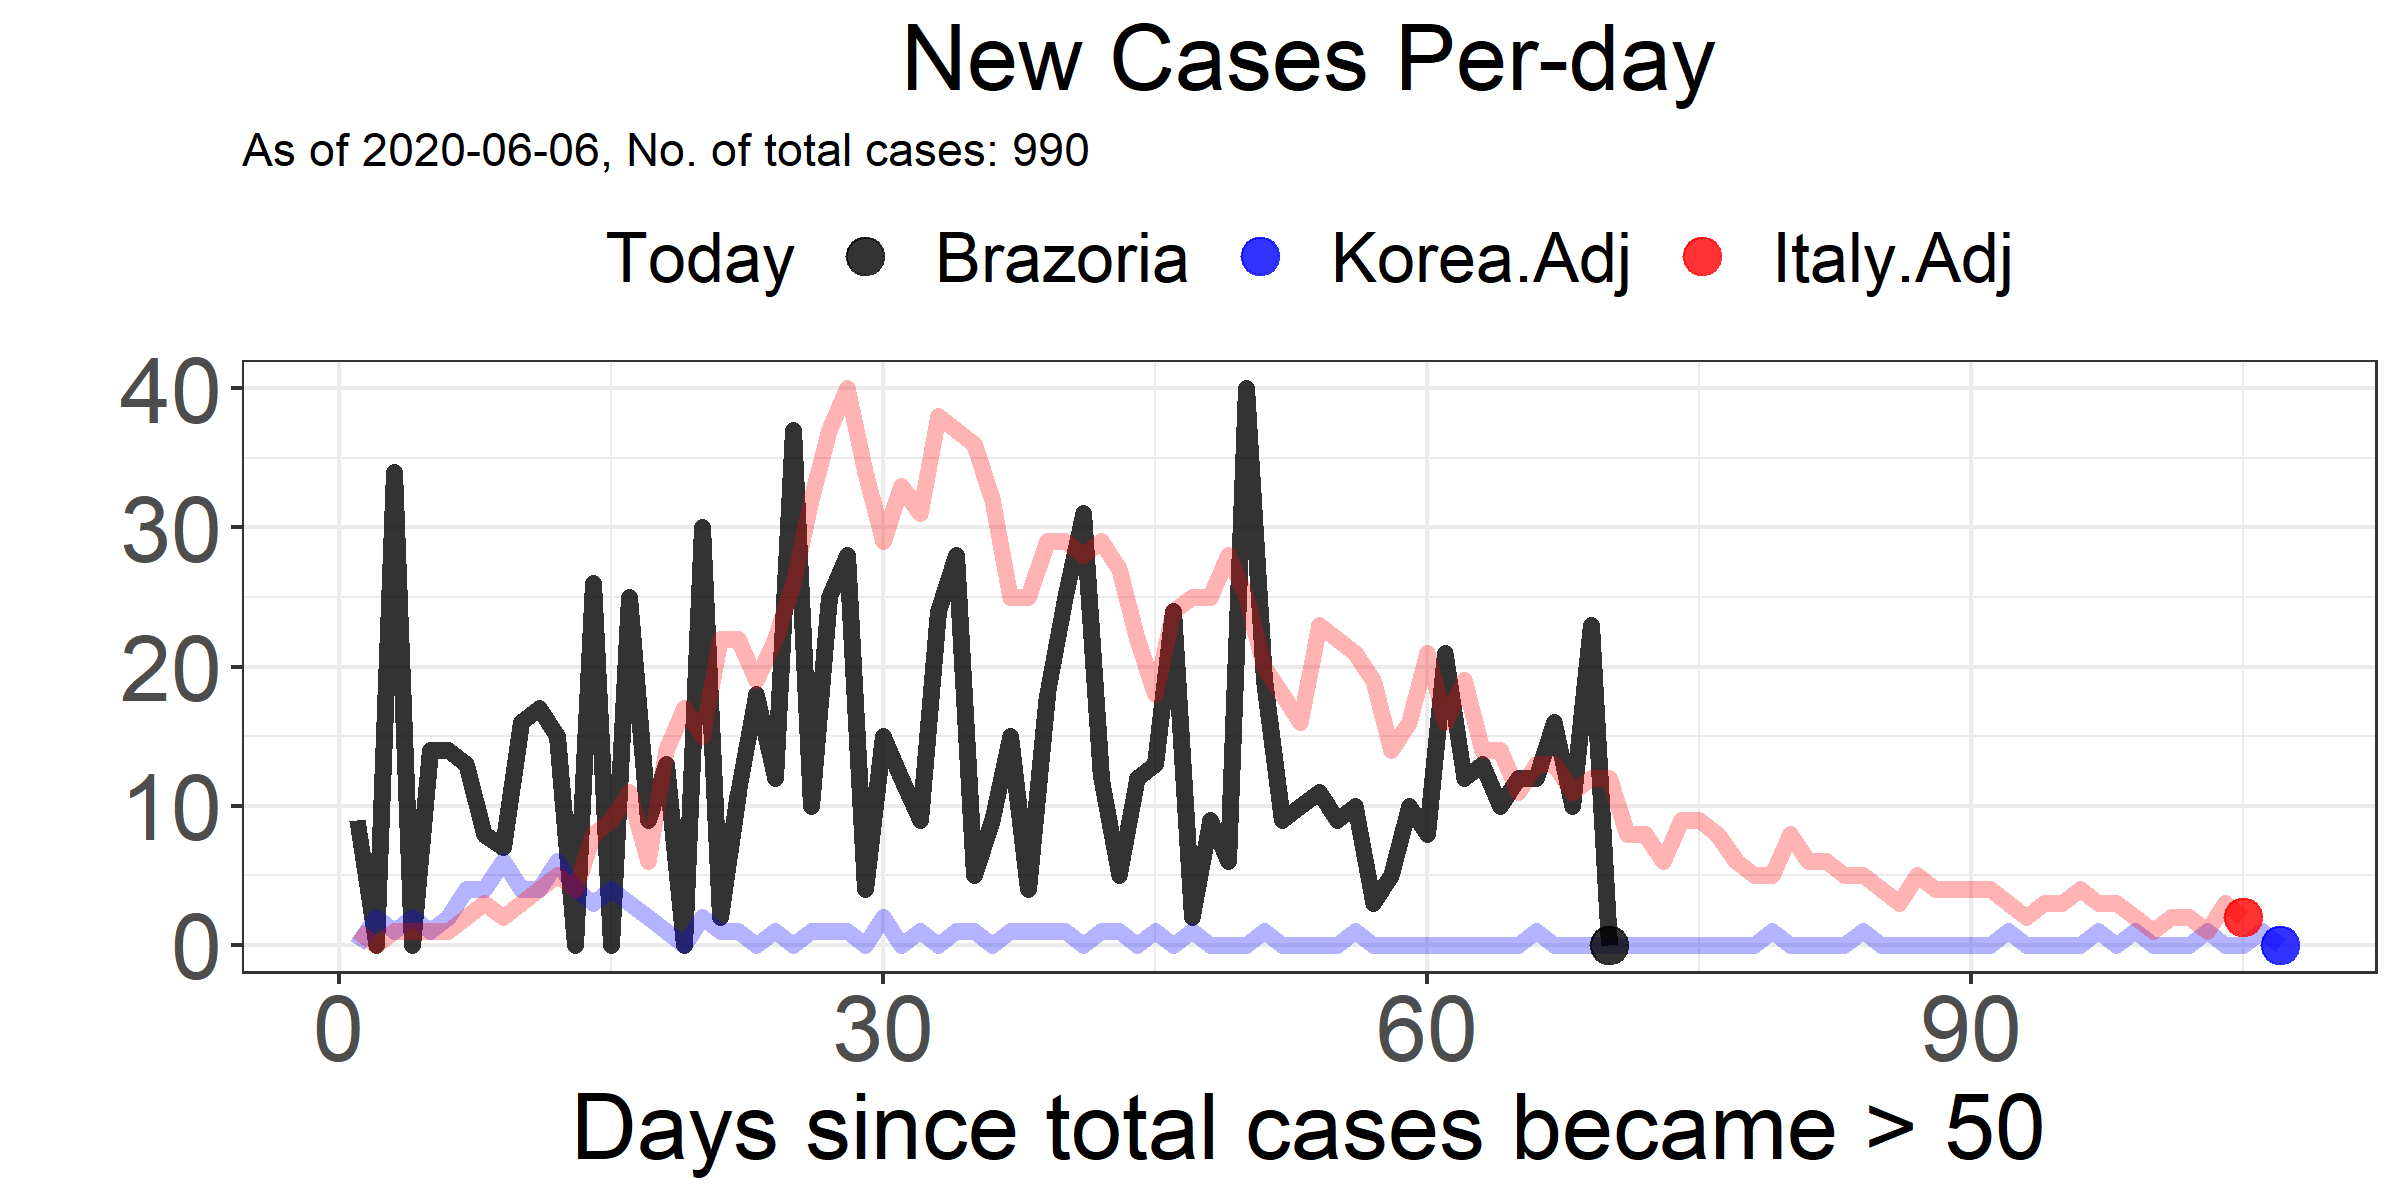 New Cases Per-day
As of 2020-06-06, No. of total cases: 990
Today Brazoria Korea.Adj Italy.Adj
40
30
20
10
0
0 30 60 90
Days since total cases became > 50